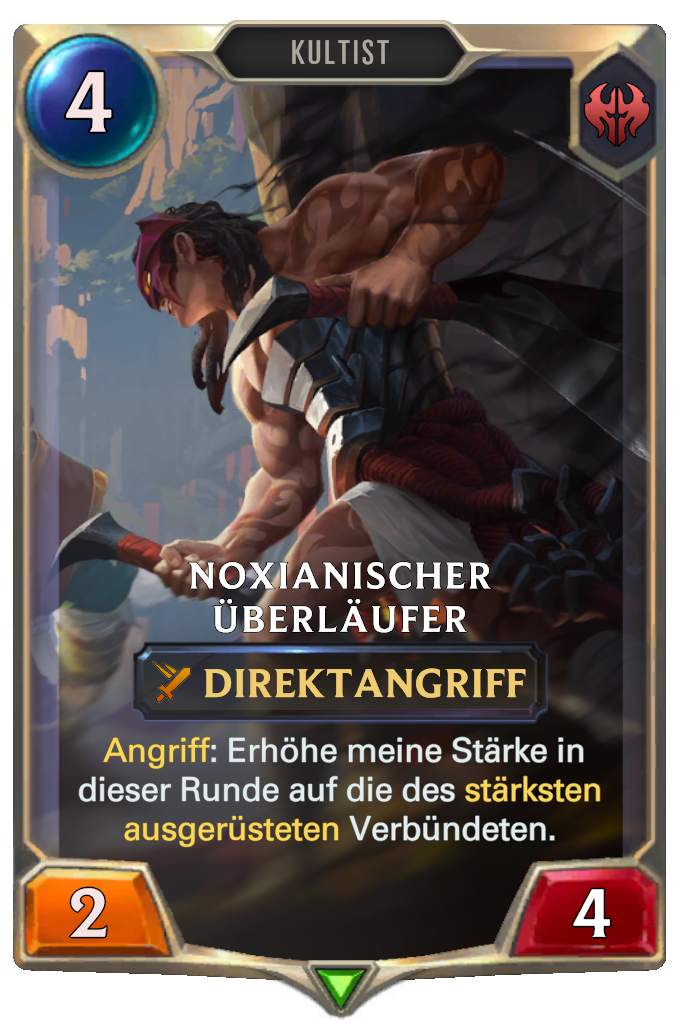 KULTIST
4
NOXIANISCHER
ÜBERLÄUFER
DIREKTANGRIFF
Angriff: Erhöhe meine Stärke in
dieser Runde auf die des stärksten
ausgerüsteten Verbündeten.
2
4